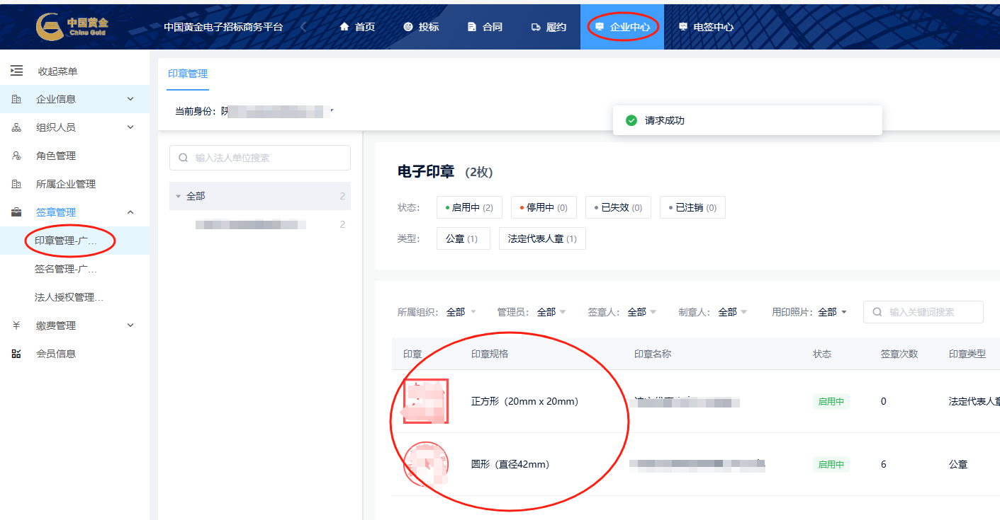 中国黄金
China Gold
中国黄金电子招标商务平台
首页
投标
合同
履约
企业中心
电签中心
收起菜单
企业信息
组织人员
角色管理
所属企业管理
签章管理
印章管理-广...
签名管理-广...
法人授权管理...
缴费管理
会员信息
印章管理
当前身份：陕
请求成功
输入法人单位搜索
全部 2
2
电子印章 （2枚）
状态： 启用中 (2) 停用中 (0) 已失效 (0) 已注销 (0)
类型： 公章 (1) 法定代表人章 (1)
所属组织： 全部 管理员： 全部 签章人： 全部 制章人： 全部 用印照片： 全部 输入关键词搜索
印章 印章规格 印章名称 状态 签章次数 印章类型
正方形（20mm x 20mm） 启用中 0 法定代表人章
圆形（直径42mm） 启用中 6 公章